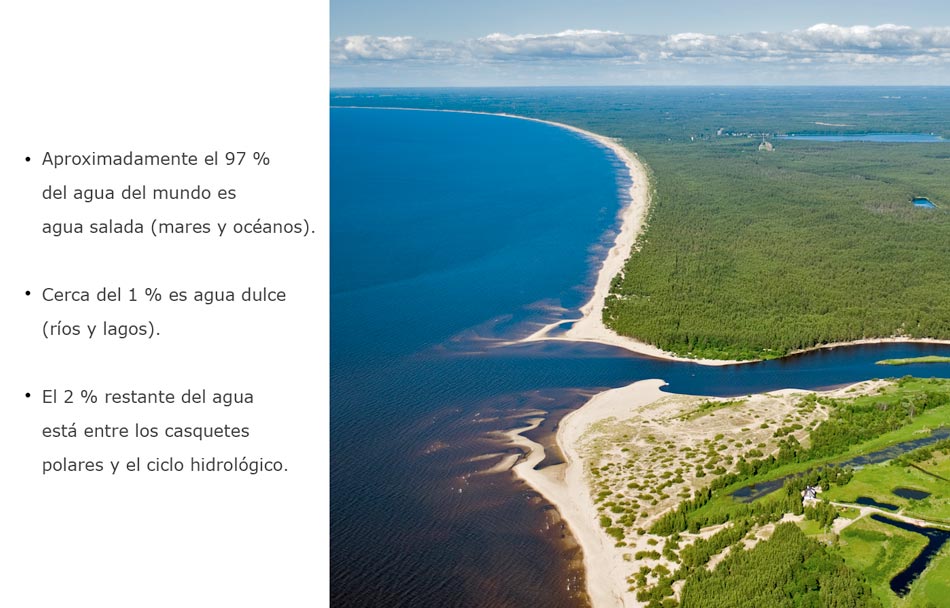 • Aproximadamente el 97 %
del agua del mundo es
agua salada (mares y océanos).
• Cerca del 1 % es agua dulce
(ríos y lagos).
• El 2 % restante del agua
está entre los casquetes
polares y el ciclo hidrológico.